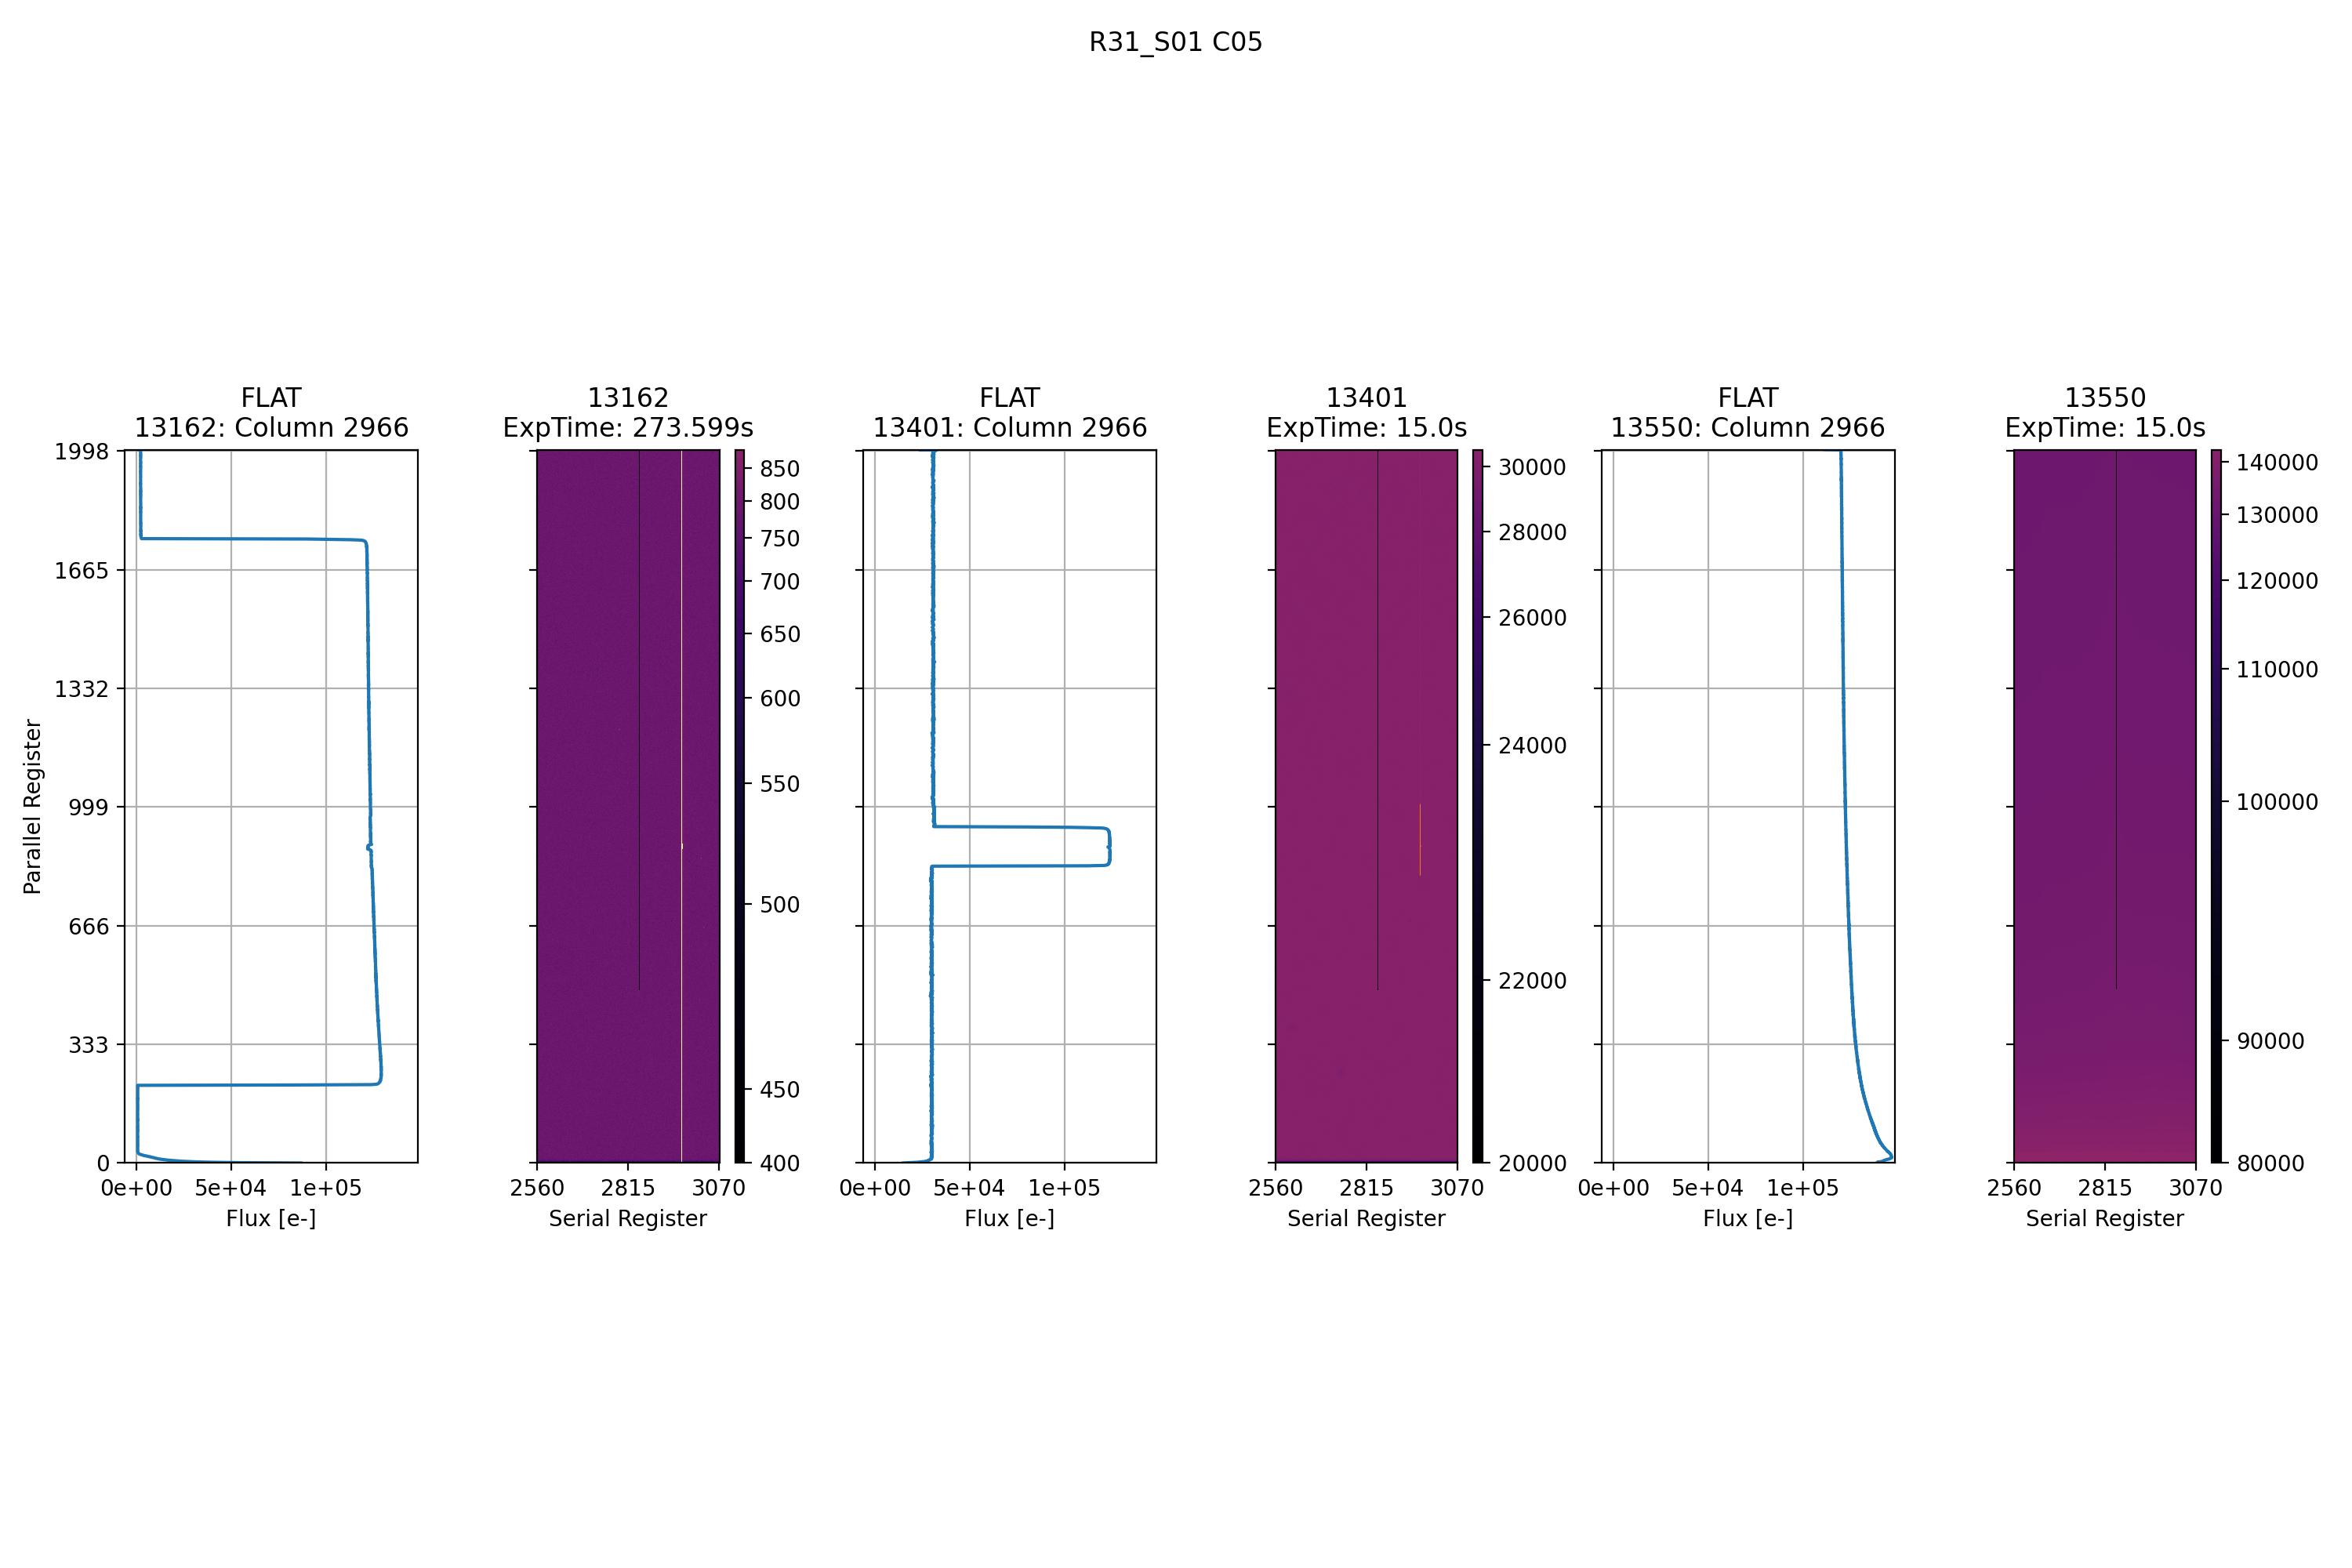 R31_S01 C05
FLAT
13162: Column 2966
13162
ExpTime: 273.599s
FLAT
13401: Column 2966
13401
ExpTime: 15.0s
FLAT
13550: Column 2966
13550
ExpTime: 15.0s
Parallel Register
1998
1665
1332
999
666
333
0
0e+00 5e+04 1e+05
Flux [e-]
850
800
750
700
650
600
550
500
450
400
2560 2815 3070
Serial Register
0e+00 5e+04 1e+05
Flux [e-]
30000
28000
26000
24000
22000
20000
2560 2815 3070
Serial Register
0e+00 5e+04 1e+05
Flux [e-]
140000
130000
120000
110000
100000
90000
80000
2560 2815 3070
Serial Register